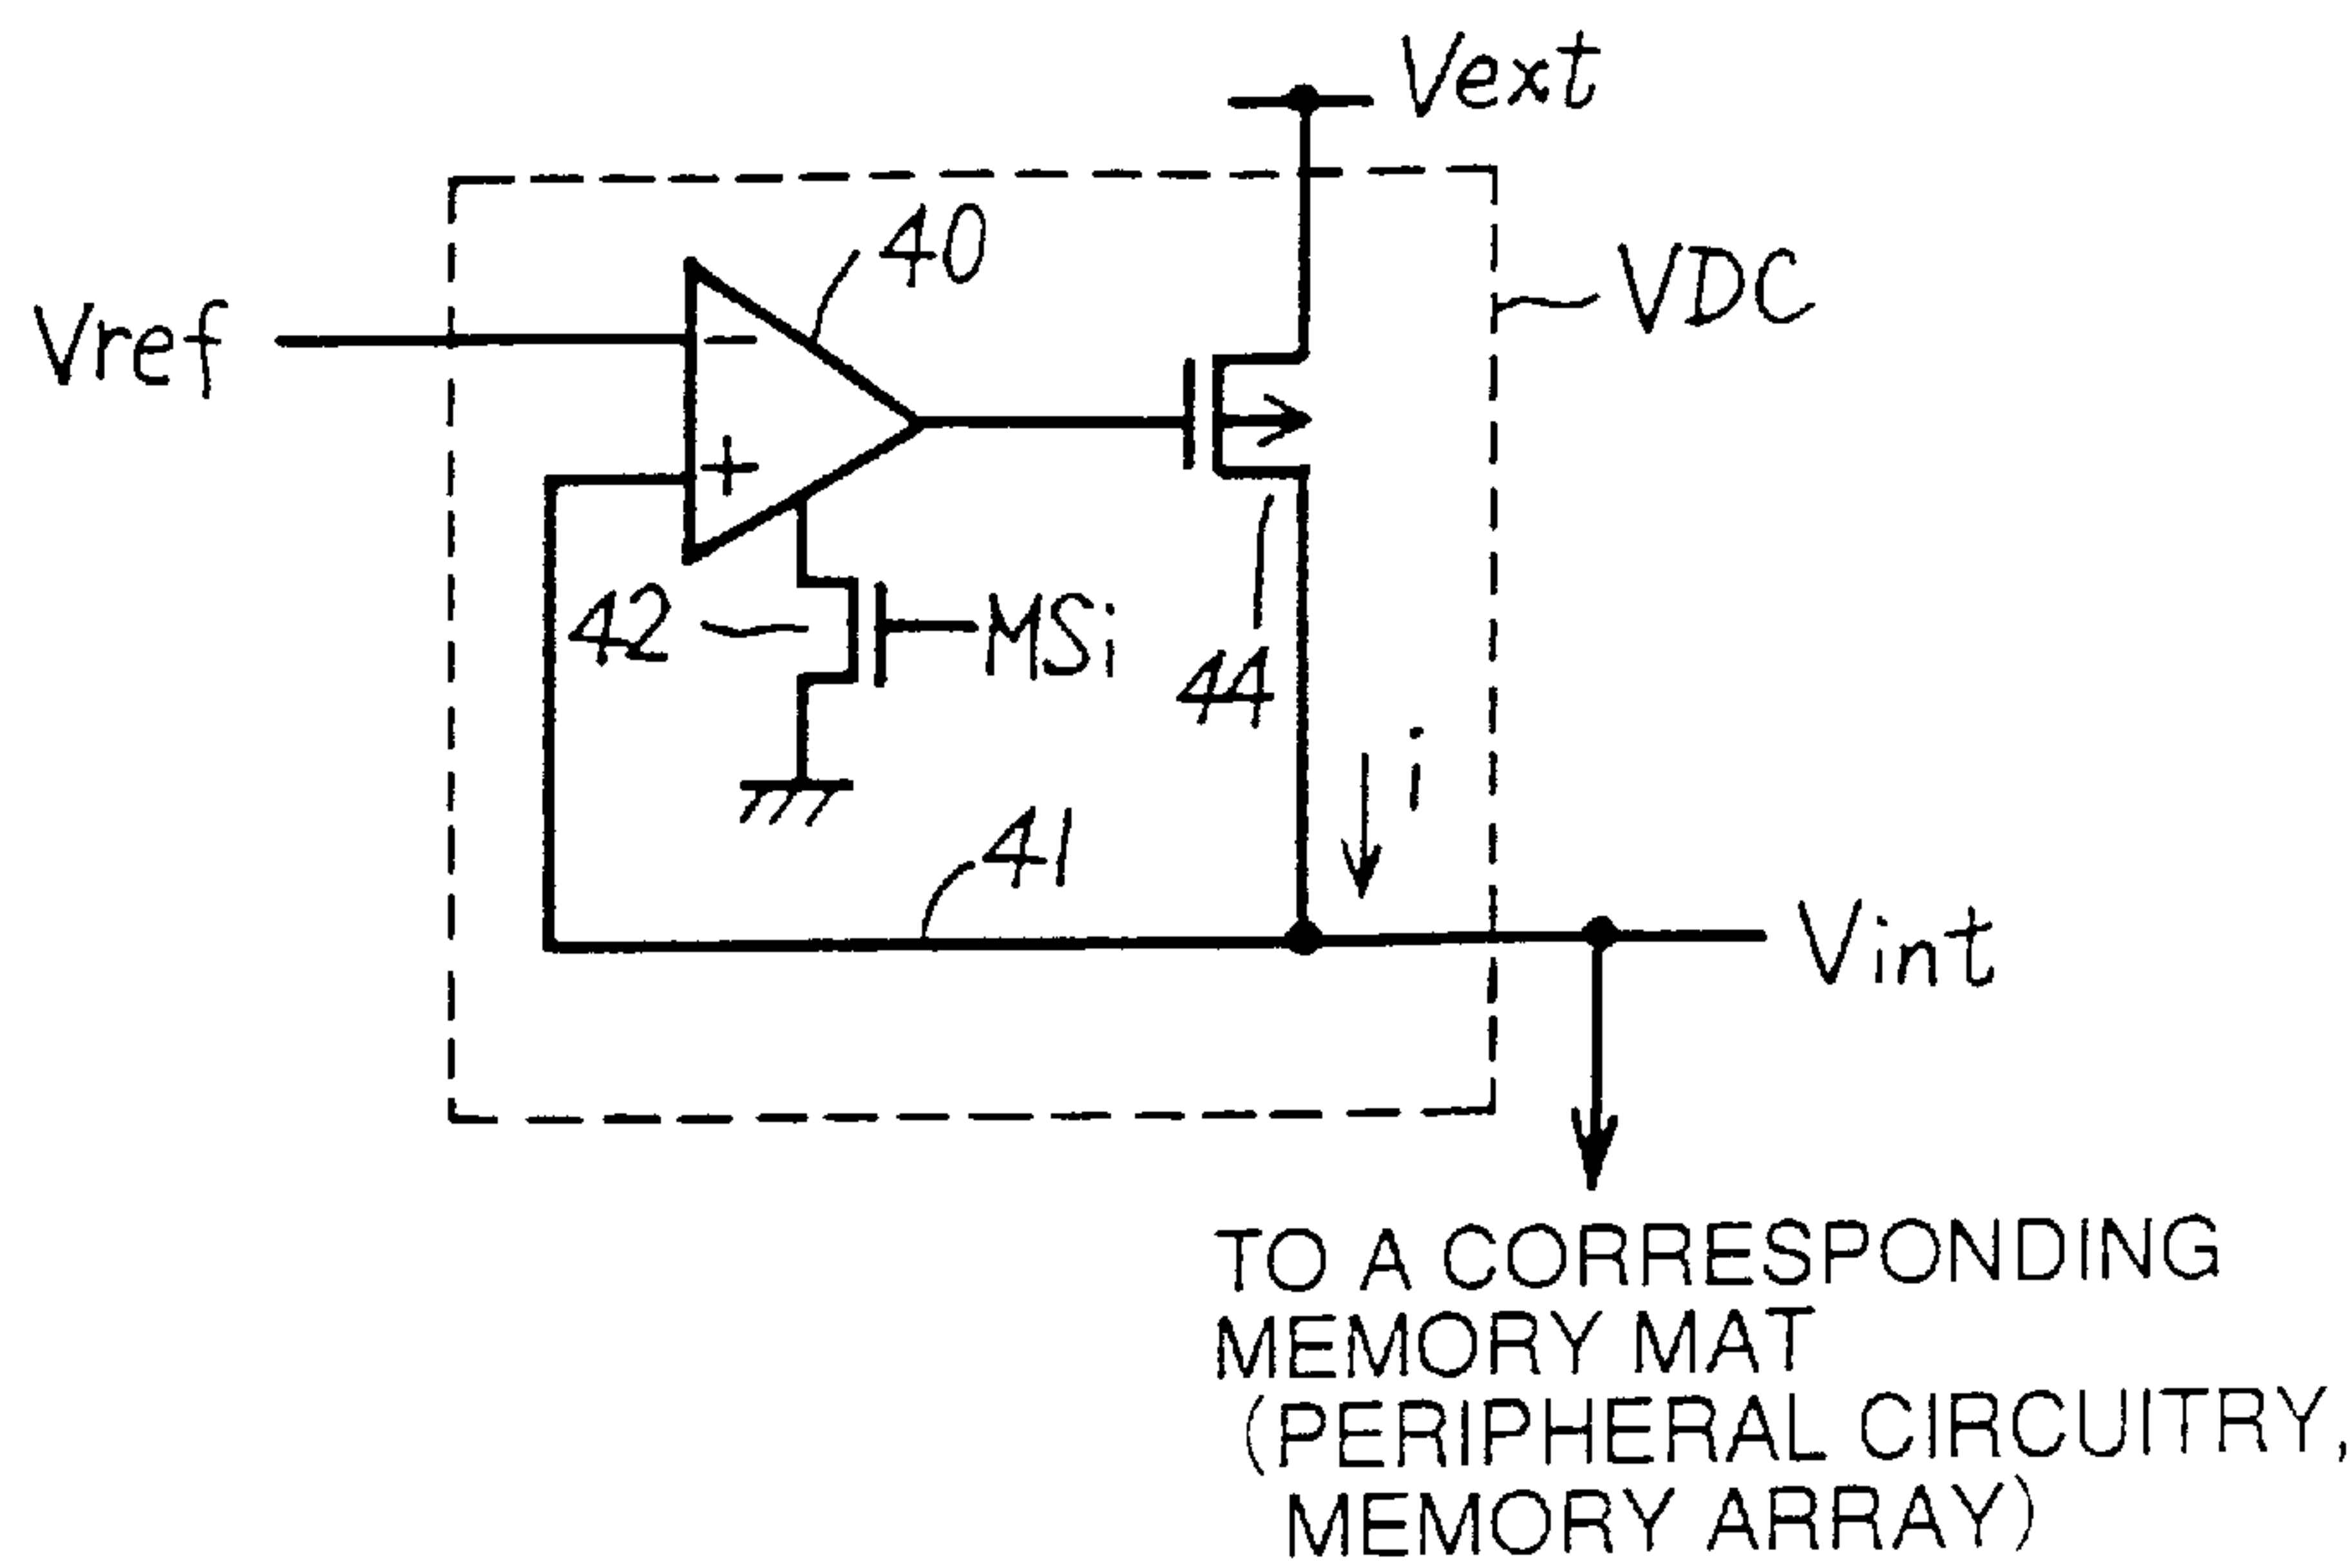 Vext
40
VDC
Vref
−
+
42
MSi
44
i
41
Vint
TO A CORRESPONDING
MEMORY MAT
(PERIPHERAL CIRCUITRY,
MEMORY ARRAY)